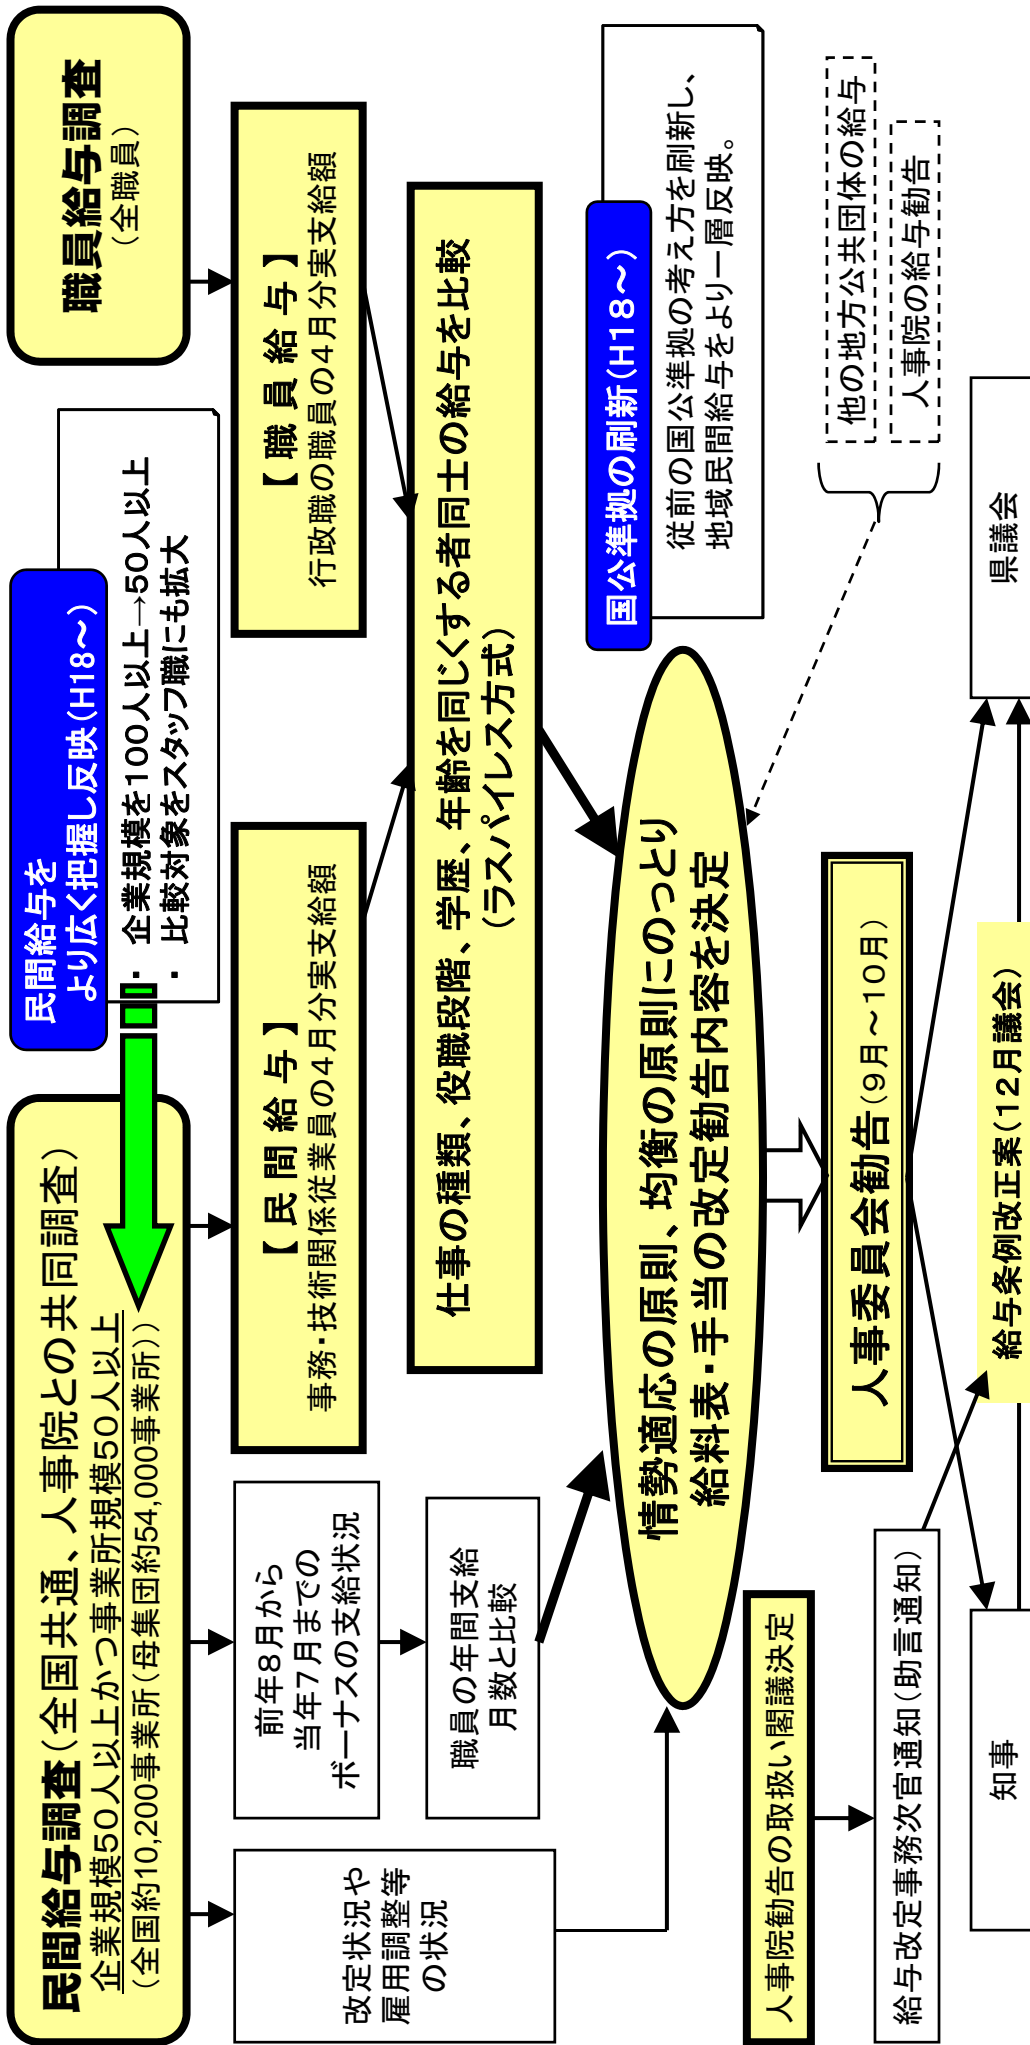 民間給与調査（全国共通、人事院との共同調査）
企業規模50人以上かつ事業所規模50人以上
（全国約10,200事業所（母集団約54,000事業所））
民間給与を
より広く把握し反映（H18～）
・ 企業規模を100人以上→50人以上
・ 比較対象をスタッフ職にも拡大
職員給与調査
（全職員）
改定状況や
雇用調整等
の状況
前年8月から
当年7月までの
ボーナスの支給状況
職員の年間支給
月数と比較
【 民 間 給 与 】
事務・技術関係従業員の4月分実支給額
【 職 員 給 与 】
行政職の職員の4月分実支給額
仕事の種類、役職段階、学歴、年齢を同じくする者同士の給与を比較
（ラスパイレス方式）
情勢適応の原則、均衡の原則にのっとり
給料表・手当の改定勧告内容を決定
国公準拠の刷新（H18～）
従前の国公準拠の考え方を刷新し、
地域民間給与をより一層反映。
他の地方公共団体の給与
人事院の給与勧告
人事院勧告の取扱い閣議決定
給与改定事務次官通知（助言通知）
人事委員会勧告（9月～10月）
知事
給与条例改正案（12月議会）
県議会